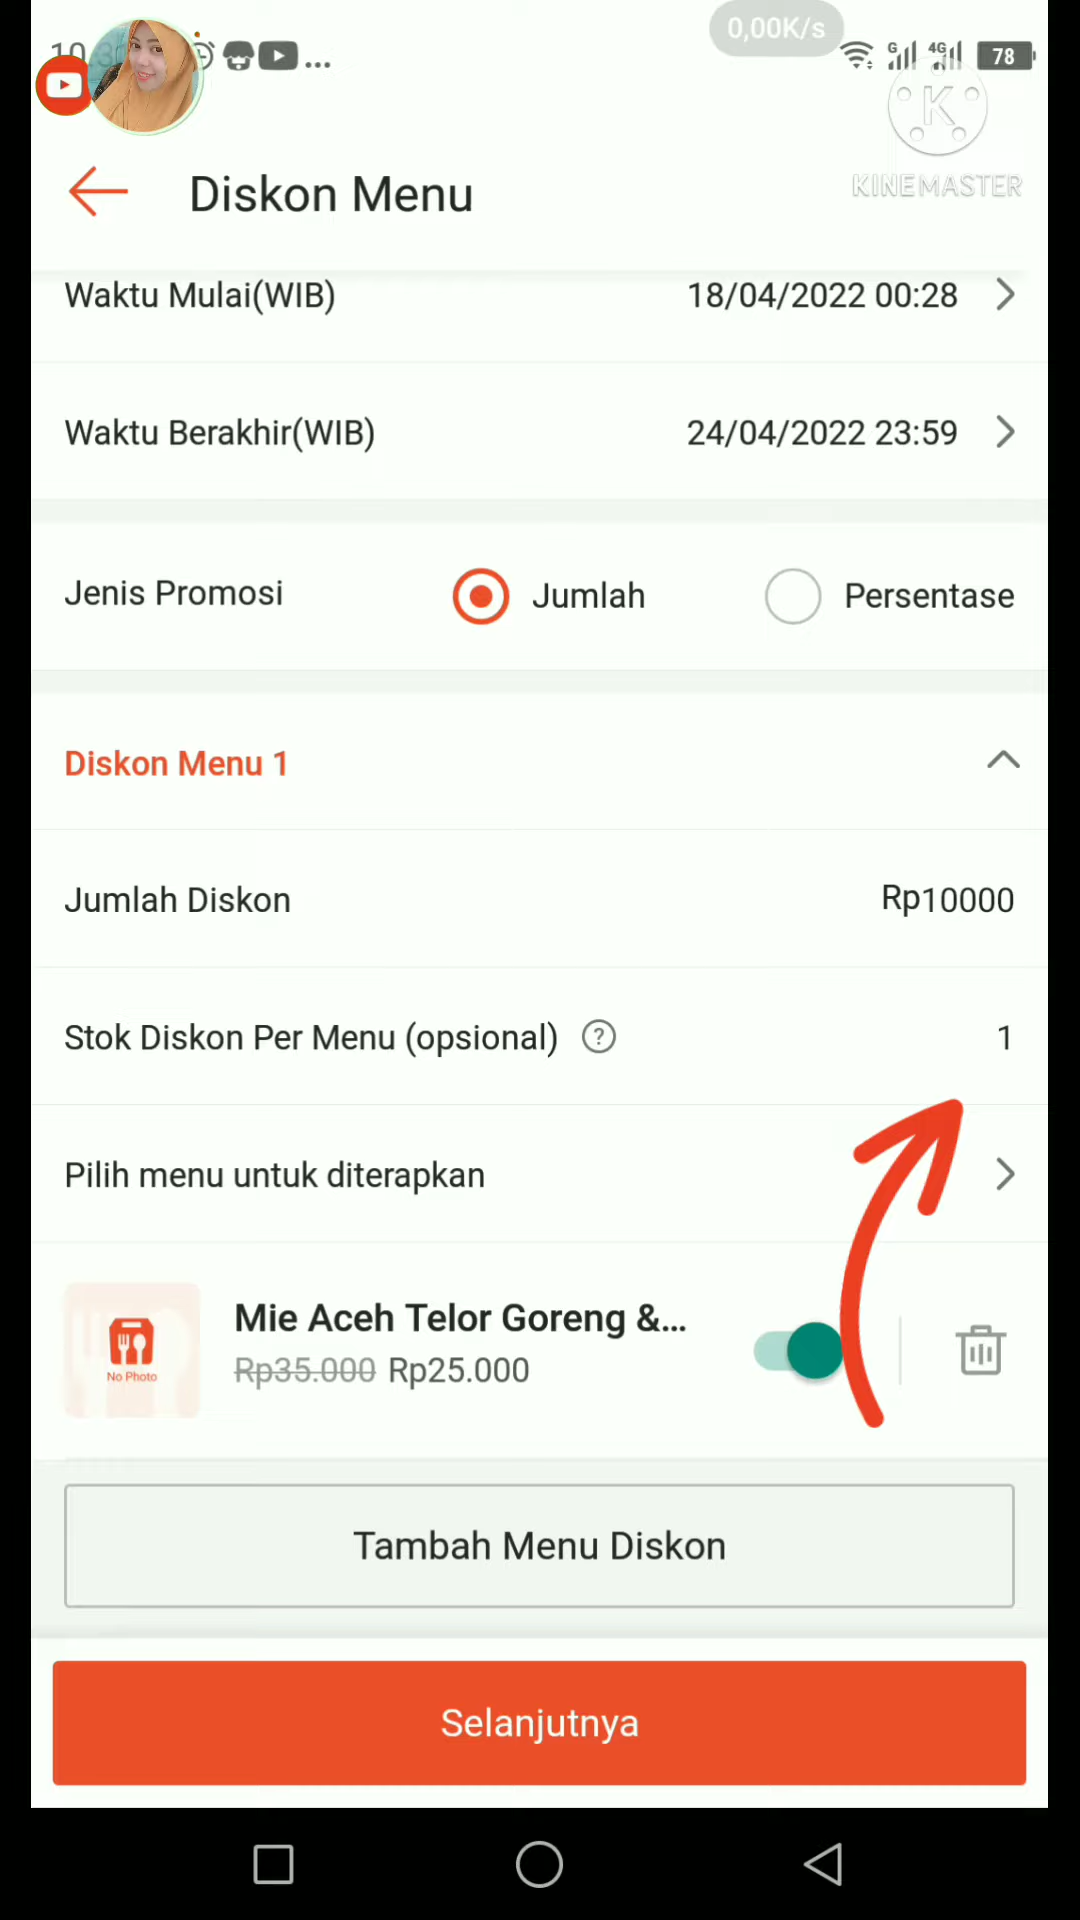 0,00K/s
G 4G 78
K
KINEMASTER
Diskon Menu
Waktu Mulai(WIB) 18/04/2022 00:28
Waktu Berakhir(WIB) 24/04/2022 23:59
Jenis Promosi Jumlah Persentase
Diskon Menu 1
Jumlah Diskon Rp10000
Stok Diskon Per Menu (opsional) ? 1
Pilih menu untuk diterapkan
No Photo
Mie Aceh Telor Goreng &...
Rp35.000 Rp25.000
Tambah Menu Diskon
Selanjutnya